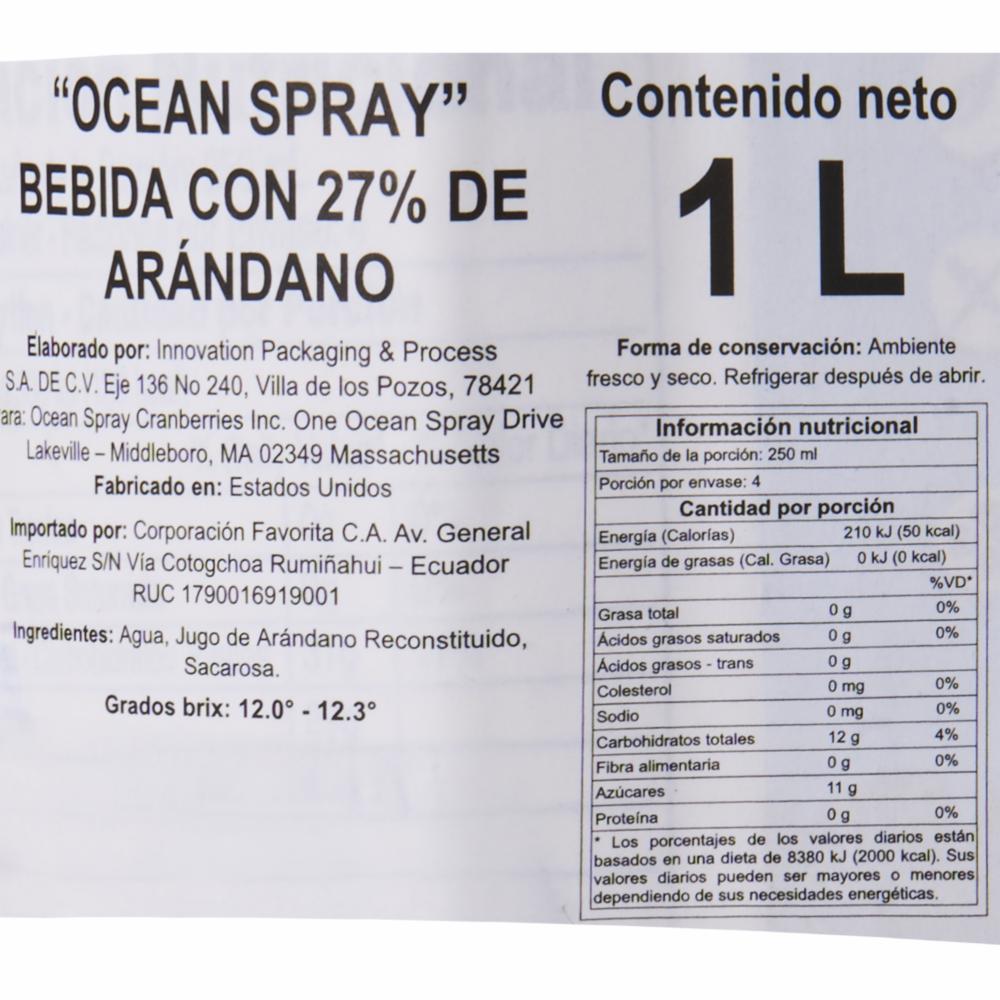 “OCEAN SPRAY”
BEBIDA CON 27% DE
ARÁNDANO
Elaborado por: Innovation Packaging & Process
S.A. DE C.V. Eje 136 No 240, Villa de los Pozos, 78421
ara: Ocean Spray Cranberries Inc. One Ocean Spray Drive
Lakeville – Middleboro, MA 02349 Massachusetts
Fabricado en: Estados Unidos
Importado por: Corporación Favorita C.A. Av. General
Enríquez S/N Vía Cotogchoa Rumiñahui – Ecuador
RUC 1790016919001
Ingredientes: Agua, Jugo de Arándano Reconstituido,
Sacarosa.
Grados brix: 12.0° - 12.3°
Contenido neto
1 L
Forma de conservación: Ambiente
fresco y seco. Refrigerar después de abrir.
Información nutricional
Tamaño de la porción: 250 ml
Porción por envase: 4
Cantidad por porción
Energía (Calorías) 210 kJ (50 kcal)
Energía de grasas (Cal. Grasa) 0 kJ (0 kcal)
%VD*
Grasa total 0 g 0%
Ácidos grasos saturados 0 g 0%
Ácidos grasos - trans 0 g
Colesterol 0 mg 0%
Sodio 0 mg 0%
Carbohidratos totales 12 g 4%
Fibra alimentaria 0 g 0%
Azúcares 11 g
Proteína 0 g 0%
* Los porcentajes de los valores diarios están
basados en una dieta de 8380 kJ (2000 kcal). Sus
valores diarios pueden ser mayores o menores
dependiendo de sus necesidades energéticas.